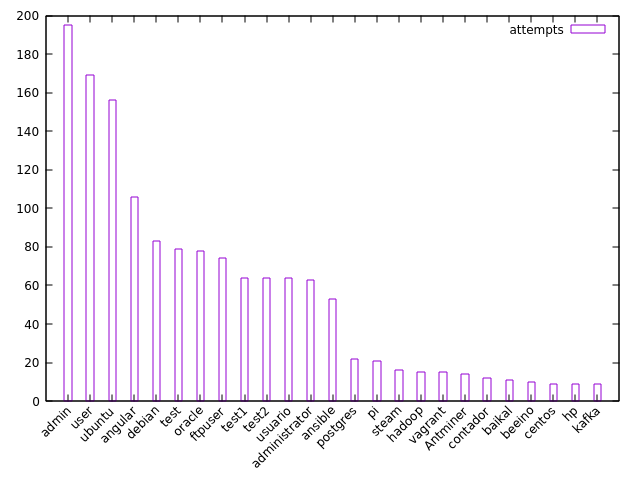 200
180
160
140
120
100
80
60
40
20
0
attempts
admin
user
ubuntu
angular
debian
test
oracle
ftpuser
test1
test2
usuario
administrator
ansible
postgres
pi
steam
hadoop
vagrant
Antminer
contador
baikal
beeino
centos
hp
kafka